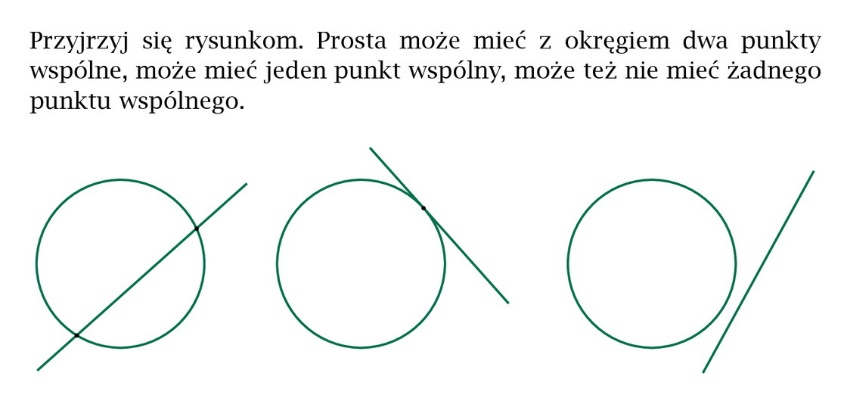 Przyjrzyj się rysunkom. Prosta może mieć z okręgiem dwa punkty
wspólne, może mieć jeden punkt wspólny, może też nie mieć żadnego
punktu wspólnego.